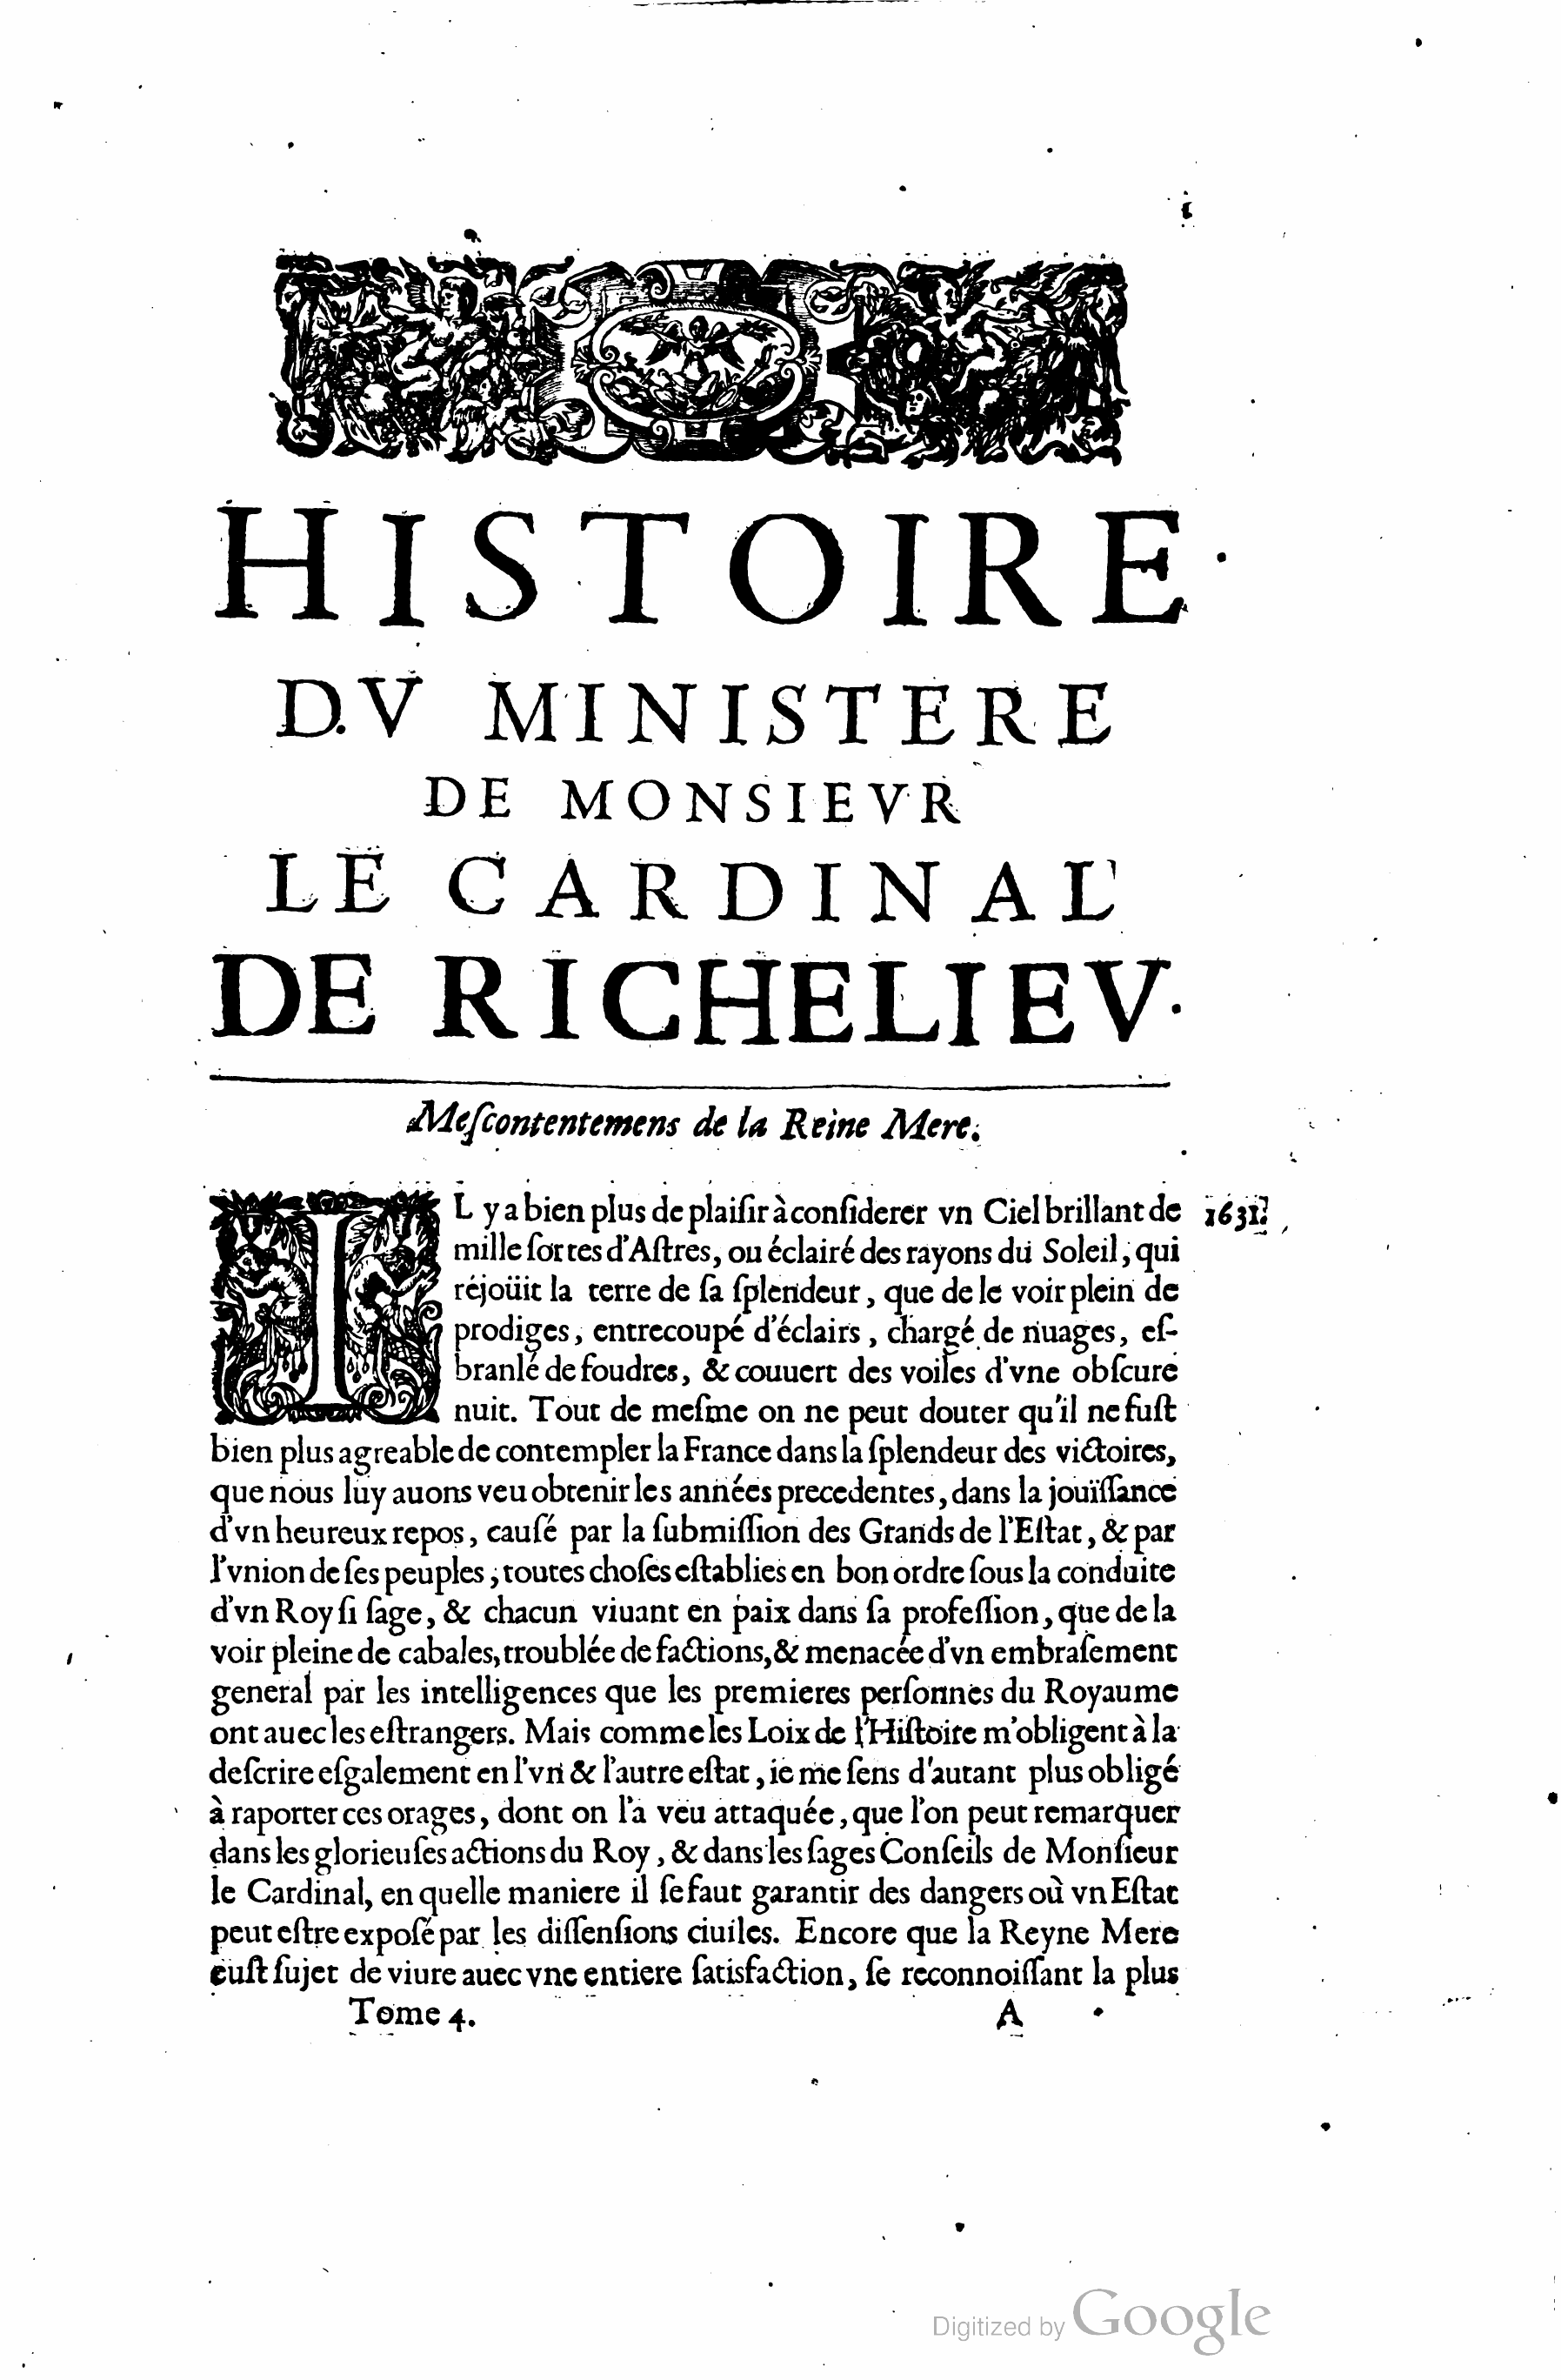 HISTOIRE
DV MINISTERE
DE MONSIEVR
LE CARDINAL
DE RICHELIEV.
Meſcontentemens de la Reine Mere.
IL y a bien plus de plaiſir à conſiderer vn Ciel brillant de
1631.
mille ſortes d'Aſtres, ou éclairé des rayons du Soleil, qui
réjoüit la terre de ſa ſplendeur, que de le voir plein de
prodiges, entrecoupé d'éclairs, chargé de nuages, eſ-
branlé de foudres, & couuert des voiles d'vne obſcure
nuit. Tout de meſme on ne peut douter qu'il ne fuſt
bien plus agreable de contempler la France dans la ſplendeur des victoires,
que nous luy auons veu obtenir les années precedentes, dans la jouïſſance
d'vn heureux repos, cauſé par la ſubmiſſion des Grands de l'Eſtat, & par
l'vnion de ſes peuples; toutes choſes eſtablies en bon ordre ſous la conduite
d'vn Roy ſi ſage, & chacun viuant en paix dans ſa profeſſion, que de la
voir pleine de cabales, troublée de factions, & menacée d'vn embraſement
general par les intelligences que les premieres perſonnes du Royaume
ont auec les eſtrangers. Mais comme les Loix de l'Hiſtoire m'obligent à la
deſcrire eſgalement en l'vn & l'autre eſtat, ie me ſens d'autant plus obligé
à raporter ces orages, dont on l'a veu attaquée, que l'on peut remarquer
dans les glorieuſes actions du Roy, & dans les ſages Conſeils de Monſieur
le Cardinal, en quelle maniere il ſe faut garantir des dangers où vn Eſtat
peut eſtre expoſé par les diſſenſions ciuiles. Encore que la Reyne Mere
euſt ſujet de viure auec vne entiere ſatisfaction, ſe reconnoiſſant la plus
Tome 4. A
Digitized by Google